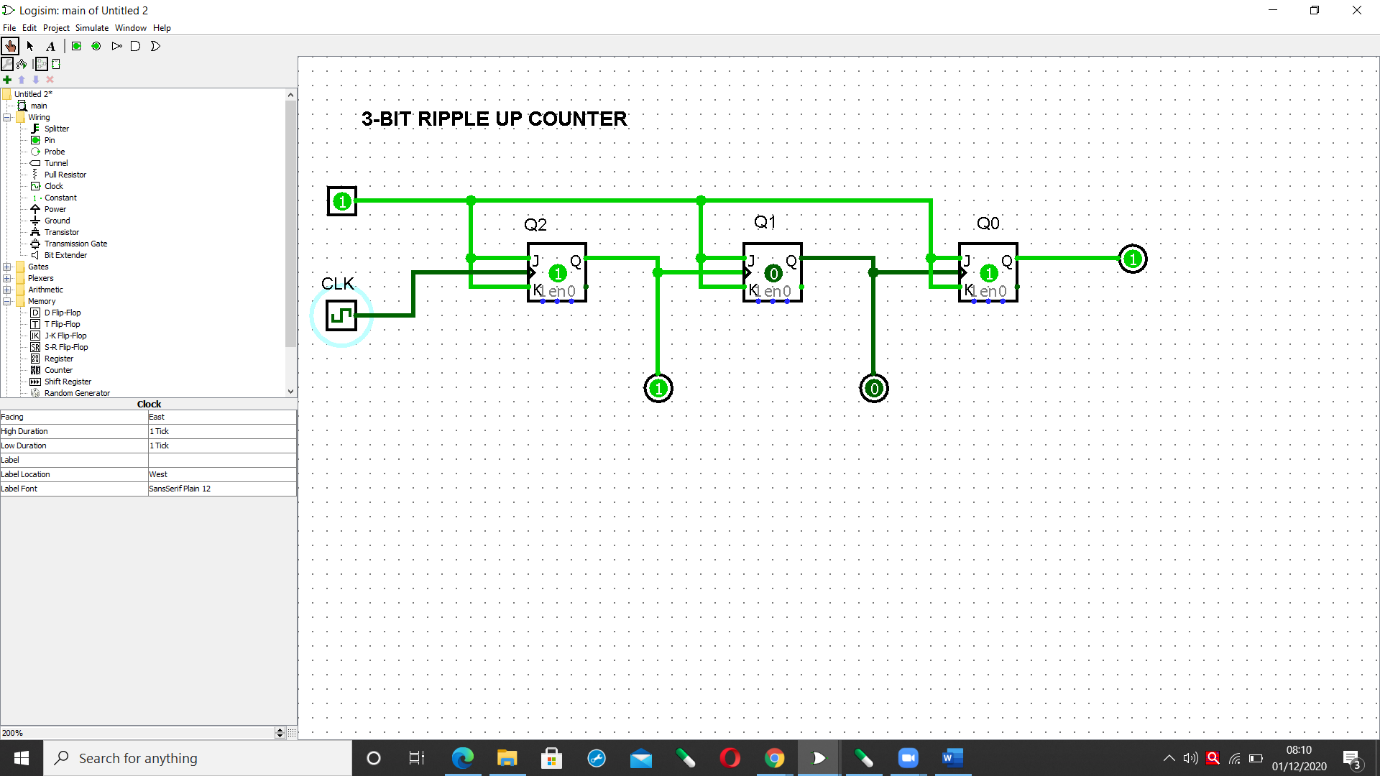 Logisim: main of Untitled 2
File Edit Project Simulate Window Help
A
Untitled 2*
main
Wiring
Splitter
Pin
Probe
Tunnel
Pull Resistor
Clock
Constant
Power
Ground
Transistor
Transmission Gate
Bit Extender
Gates
Plexers
Arithmetic
Memory
D Flip-Flop
T Flip-Flop
J-K Flip-Flop
S-R Flip-Flop
Register
Counter
Shift Register
Random Generator
Clock
Facing East
High Duration 1 Tick
Low Duration 1 Tick
Label
Label Location West
Label Font SansSerif Plain 12
200%
3-BIT RIPPLE UP COUNTER
1
Q2 Q1 Q0
J Q J Q J Q 1
1 0 1
CLK
K 1en0 K 1en0 K 1en0
1 0
Search for anything
08:10
01/12/2020
3